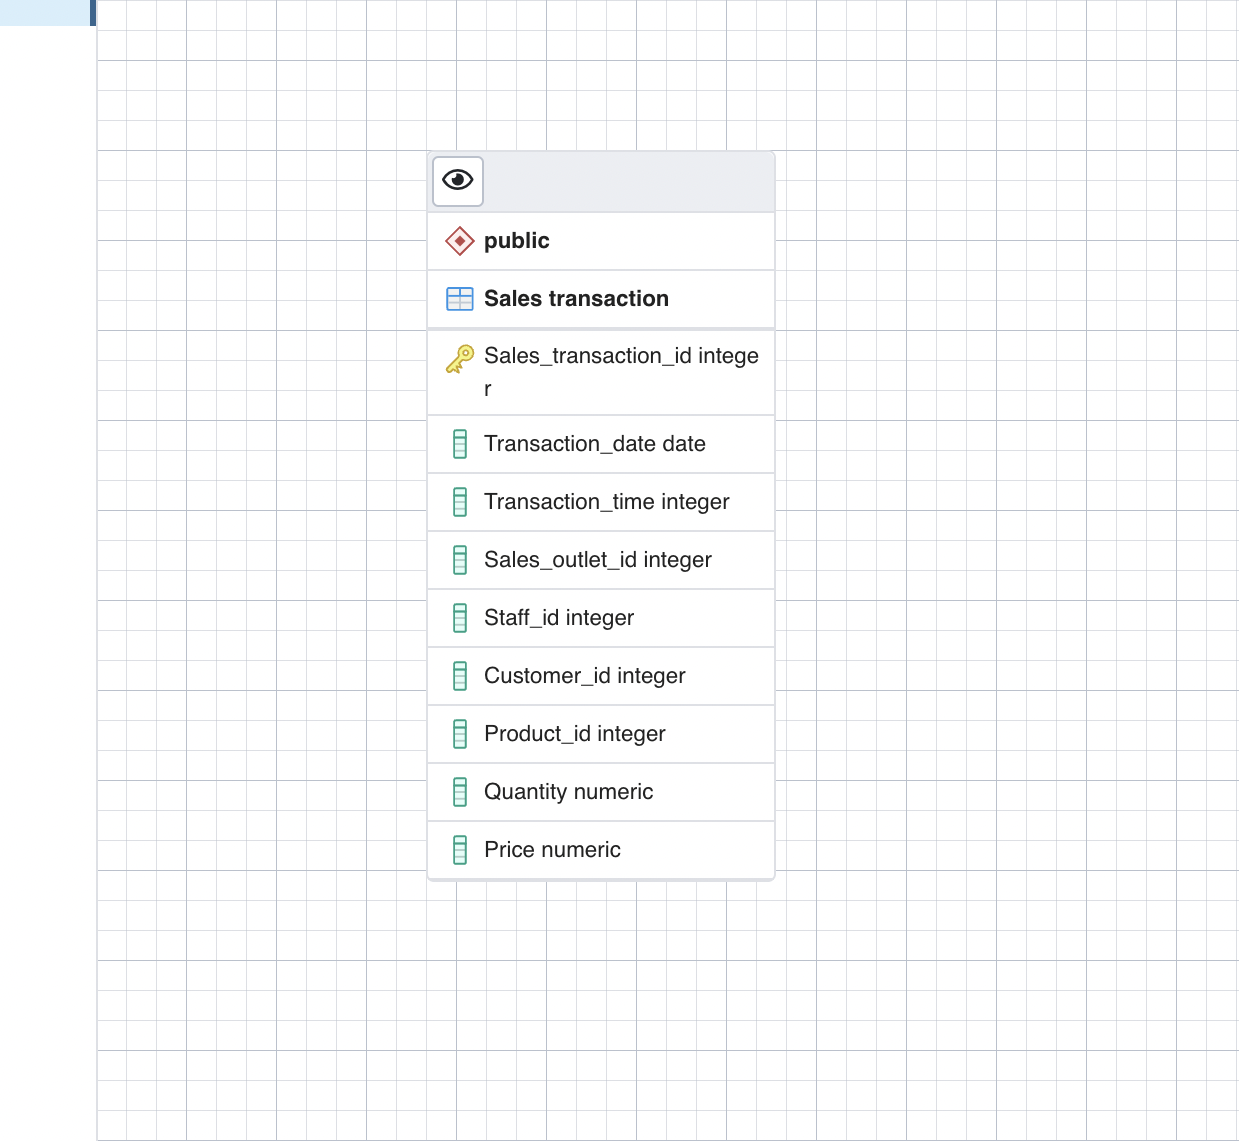 public
Sales transaction
Sales_transaction_id intege
r
Transaction_date date
Transaction_time integer
Sales_outlet_id integer
Staff_id integer
Customer_id integer
Product_id integer
Quantity numeric
Price numeric